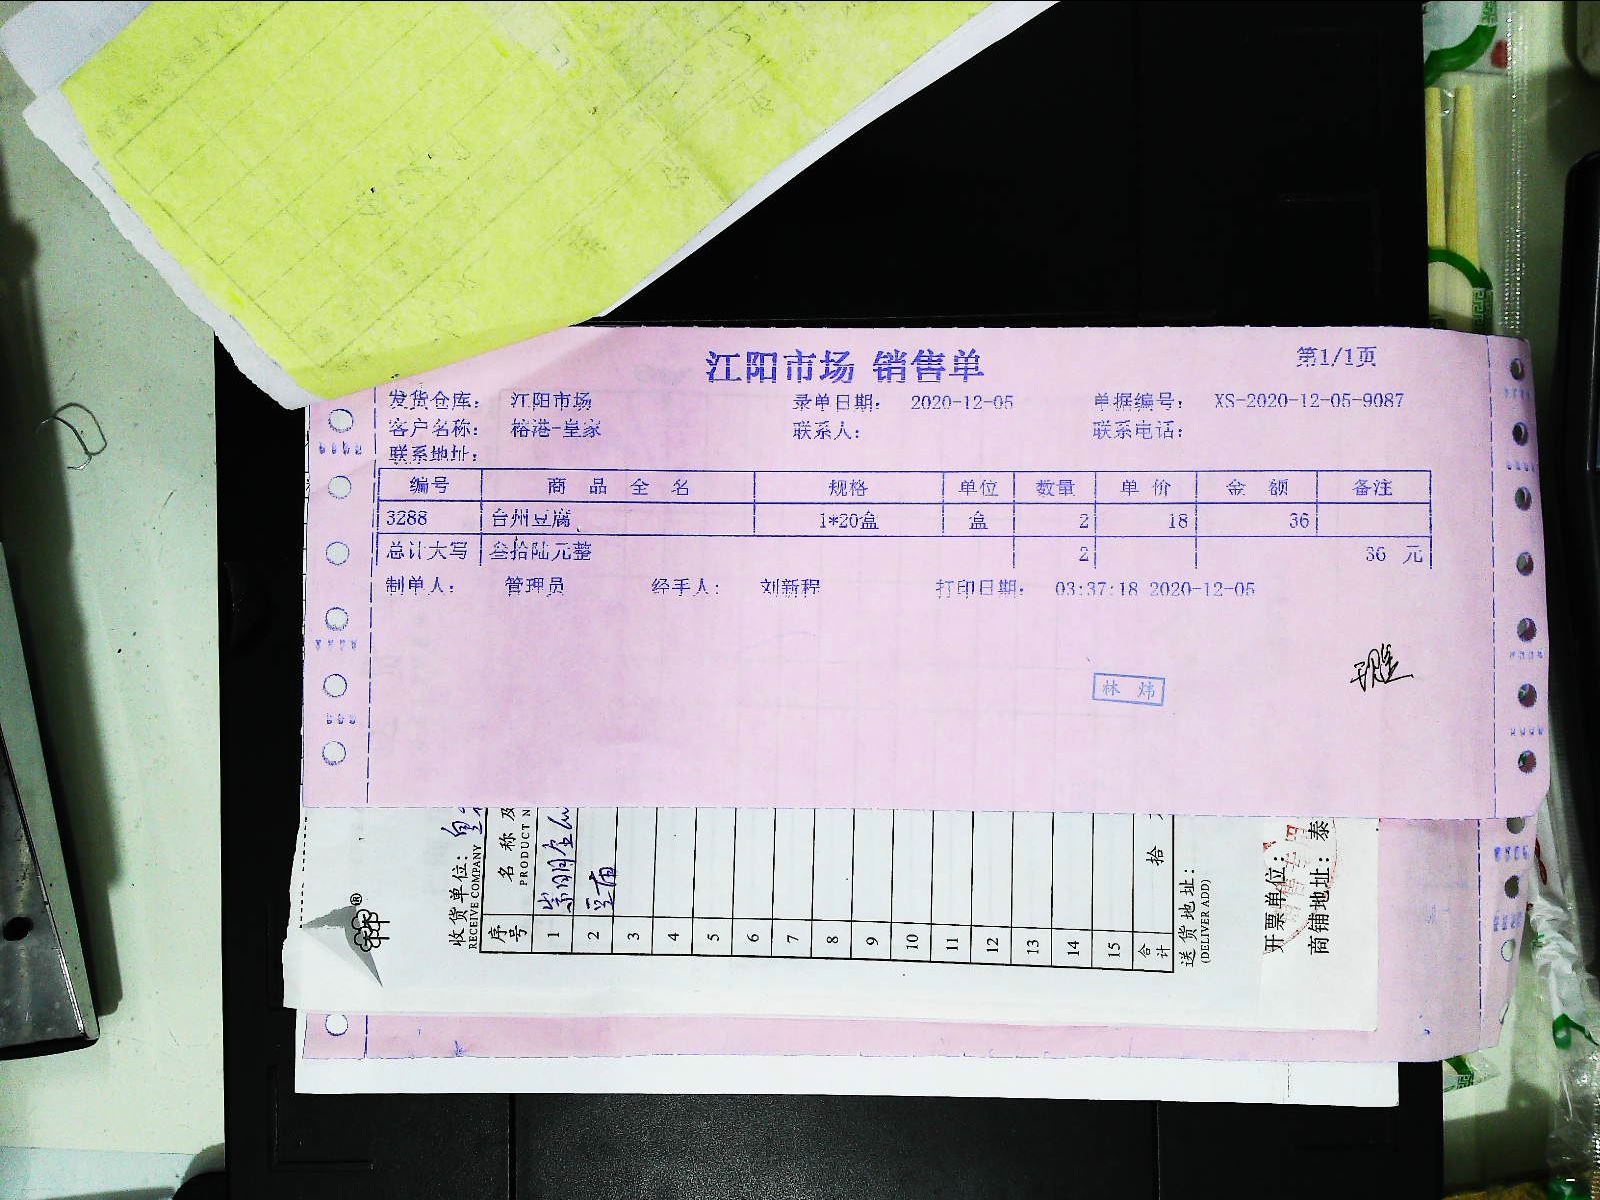 江阳市场 销售单
第1/1页
发货仓库： 江阳市场 录单日期： 2020-12-05 单据编号： XS-2020-12-05-9087
客户名称： 榕港-皇家 联系人： 联系电话：
联系地址：
编号 商品全名 规格 单位 数量 单价 金额 备注
3288 台州豆腐 1*20盒 盒 2 18 36
总计大写 叁拾陆元整 2 36 元
制单人： 管理员 经手人： 刘新程 打印日期： 03:37:18 2020-12-05
林炜
收货单位：
RECEIVE COMPANY
序号 名称及
PRODUCT N
1
2
3
4
5
6
7
8
9
10
11
12
13
14
15
合计 拾
送货地址：
(DELIVER ADD)
开票单位：
商铺地址：泰